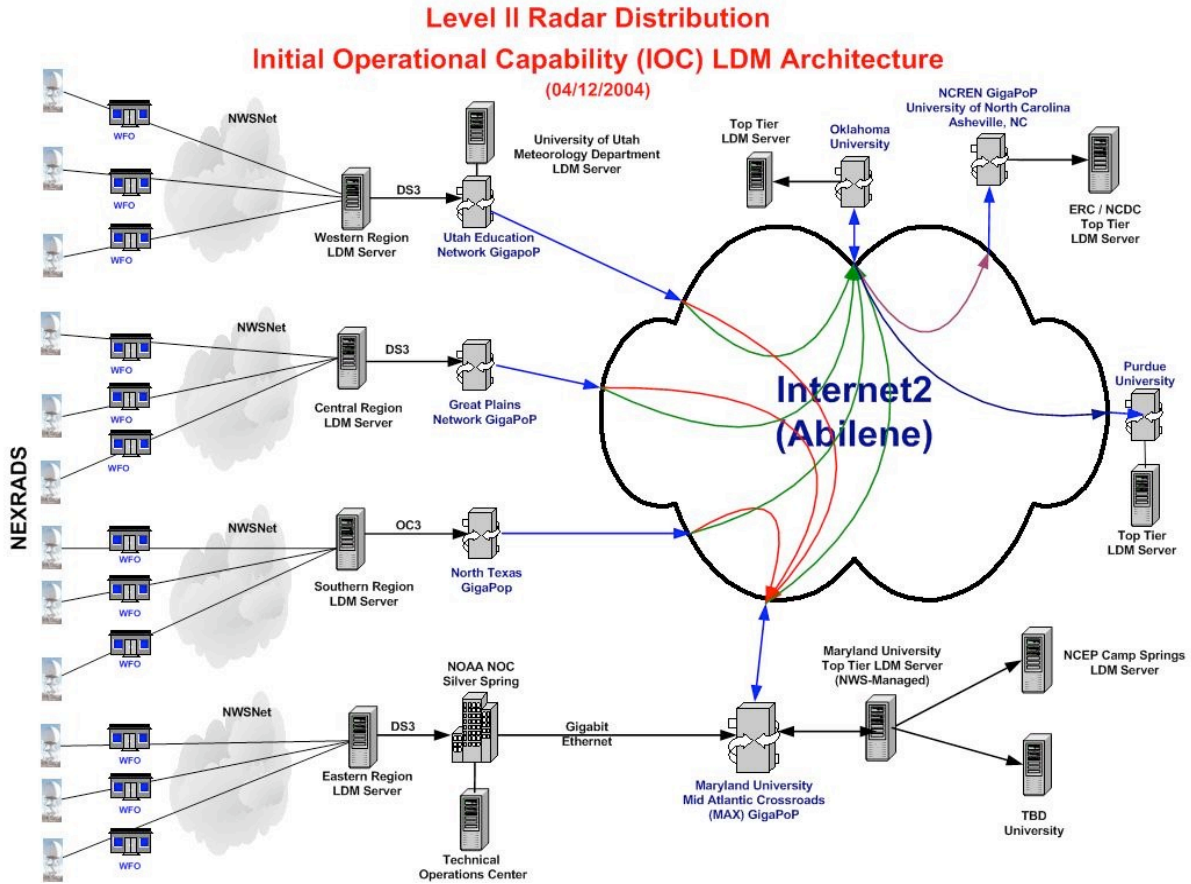 Level II Radar Distribution
Initial Operational Capability (IOC) LDM Architecture
(04/12/2004)
NEXRADS
WFO
WFO
WFO
NWSNet
Western Region
LDM Server
DS3
University of Utah
Meteorology Department
LDM Server
Utah Education
Network GigapoP
Top Tier
LDM Server
Oklahoma
University
NCREN GigaPoP
University of North Carolina
Asheville, NC
ERC / NCDC
Top Tier
LDM Server
WFO
WFO
WFO
NWSNet
Central Region
LDM Server
DS3
Great Plains
Network GigaPoP
Internet2
(Abilene)
Purdue
University
Top Tier
LDM Server
WFO
WFO
WFO
NWSNet
Southern Region
LDM Server
OC3
North Texas
GigaPop
WFO
WFO
WFO
NWSNet
Eastern Region
LDM Server
DS3
NOAA NOC
Silver Spring
Technical
Operations Center
Gigabit
Ethernet
Maryland University
Mid Atlantic Crossroads
(MAX) GigaPoP
Maryland University
Top Tier LDM Server
(NWS-Managed)
NCEP Camp Springs
LDM Server
TBD
University